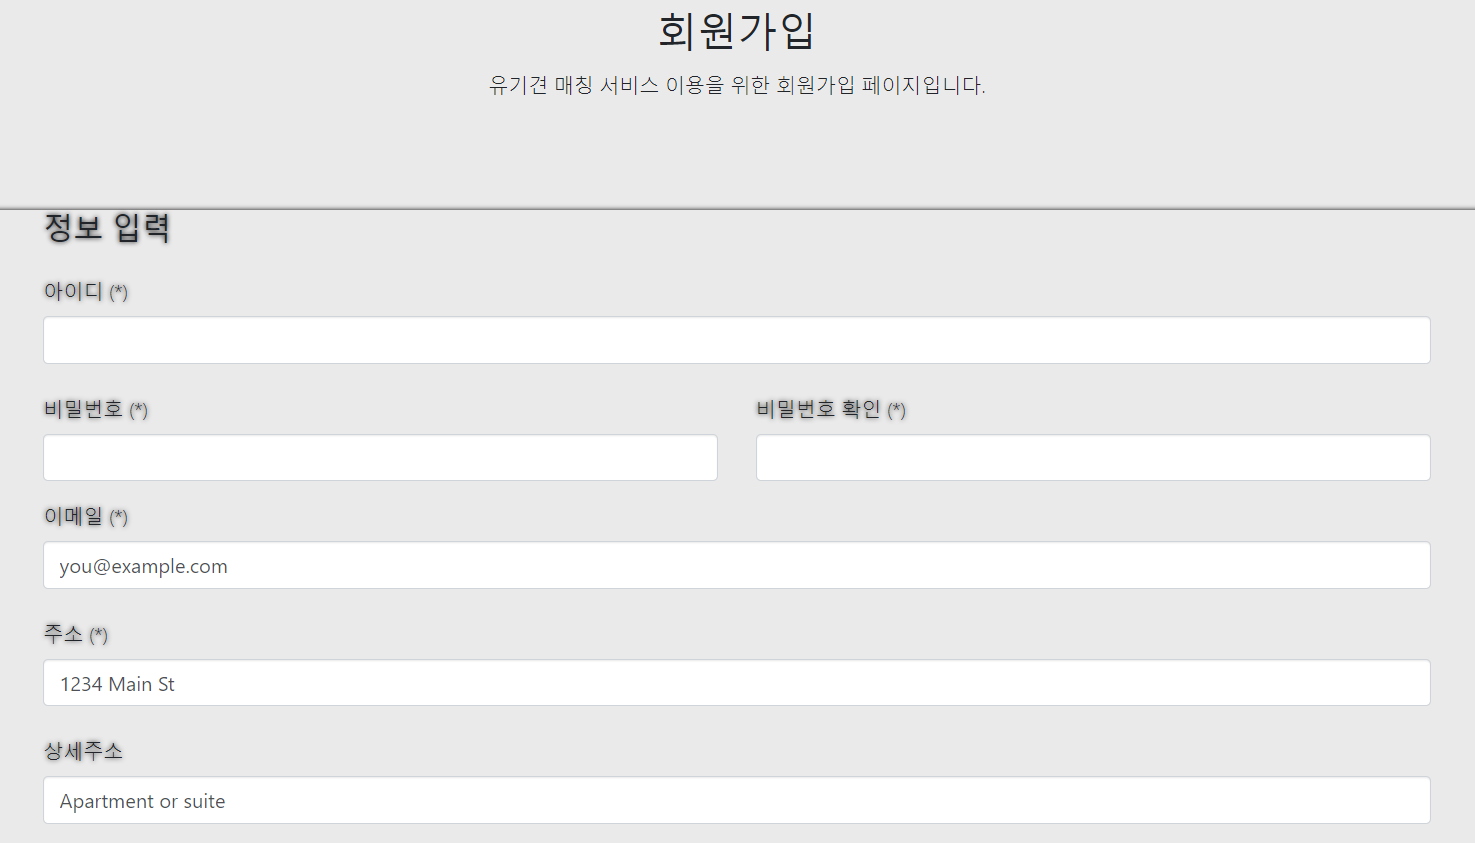 회원가입
유기견 매칭 서비스 이용을 위한 회원가입 페이지입니다.
정보 입력
아이디 (*)
비밀번호 (*) 비밀번호 확인 (*)
이메일 (*)
you@example.com
주소 (*)
1234 Main St
상세주소
Apartment or suite